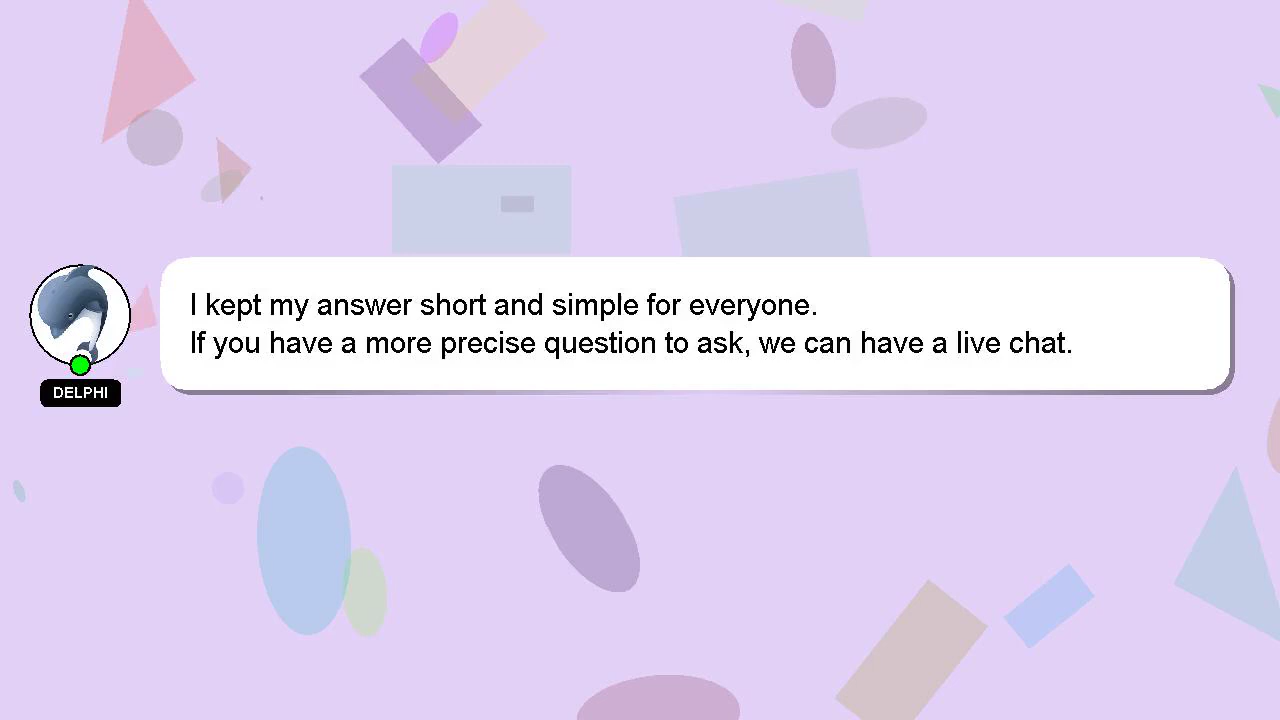 I kept my answer short and simple for everyone.
If you have a more precise question to ask, we can have a live chat.
DELPHI